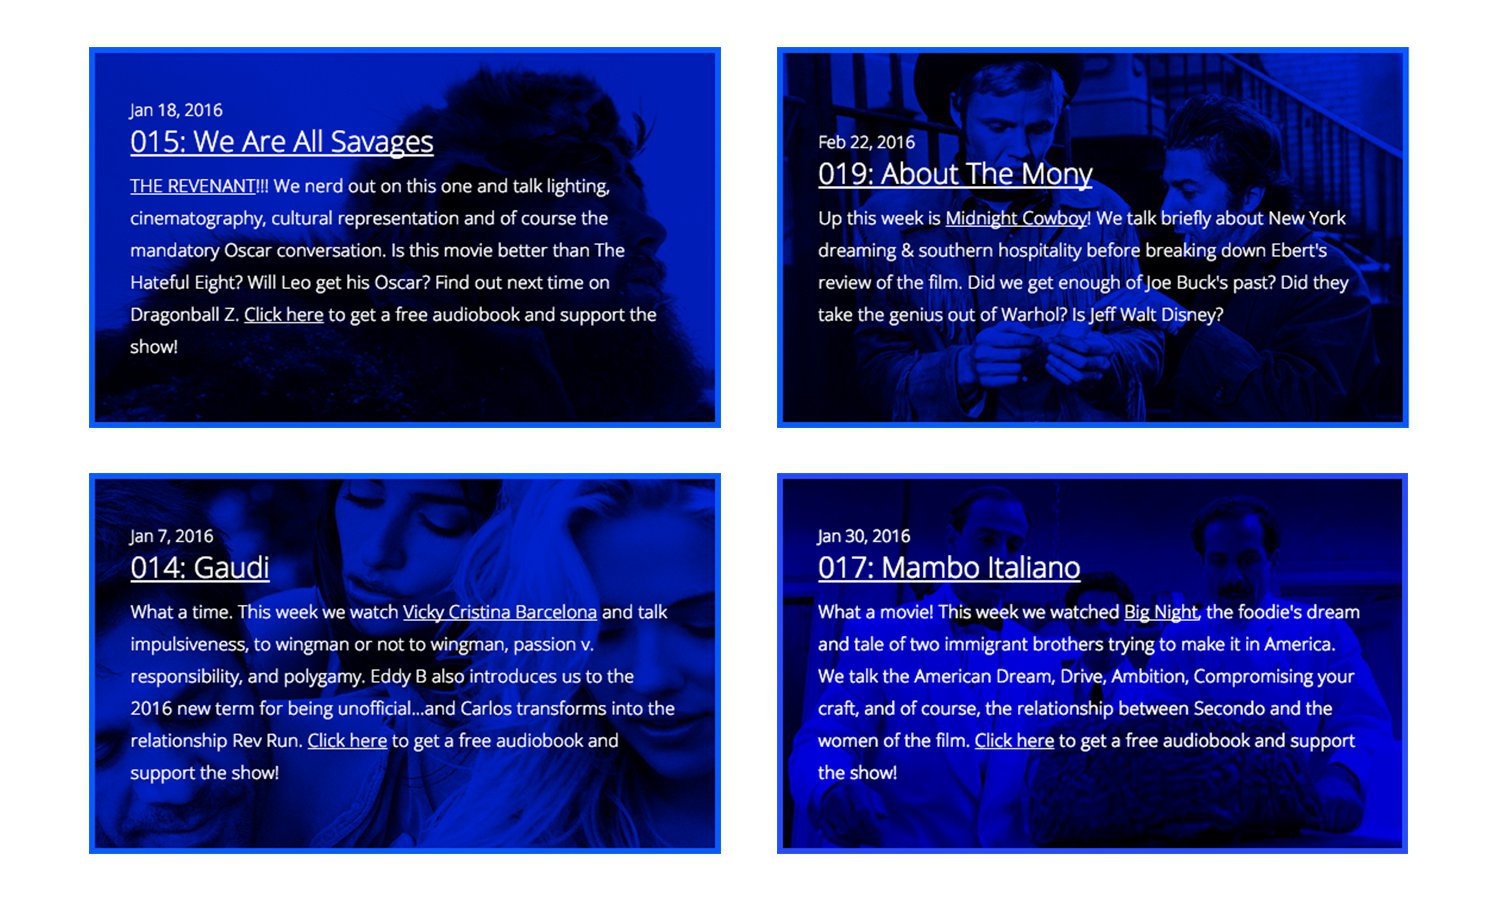 Jan 18, 2016
015: We Are All Savages
THE REVENANT!!! We nerd out on this one and talk lighting,
cinematography, cultural representation and of course the
mandatory Oscar conversation. Is this movie better than The
Hateful Eight? Will Leo get his Oscar? Find out next time on
Dragonball Z. Click here to get a free audiobook and support the
show!
Feb 22, 2016
019: About The Mony
Up this week is Midnight Cowboy! We talk briefly about New York
dreaming & southern hospitality before breaking down Ebert's
review of the film. Did we get enough of Joe Buck's past? Did they
take the genius out of Warhol? Is Jeff Walt Disney?
Jan 7, 2016
014: Gaudi
What a time. This week we watch Vicky Cristina Barcelona and talk
impulsiveness, to wingman or not to wingman, passion v.
responsibility, and polygamy. Eddy B also introduces us to the
2016 new term for being unofficial...and Carlos transforms into the
relationship Rev Run. Click here to get a free audiobook and
support the show!
Jan 30, 2016
017: Mambo Italiano
What a movie! This week we watched Big Night, the foodie's dream
and tale of two immigrant brothers trying to make it in America.
We talk the American Dream, Drive, Ambition, Compromising your
craft, and of course, the relationship between Secondo and the
women of the film. Click here to get a free audiobook and support
the show!